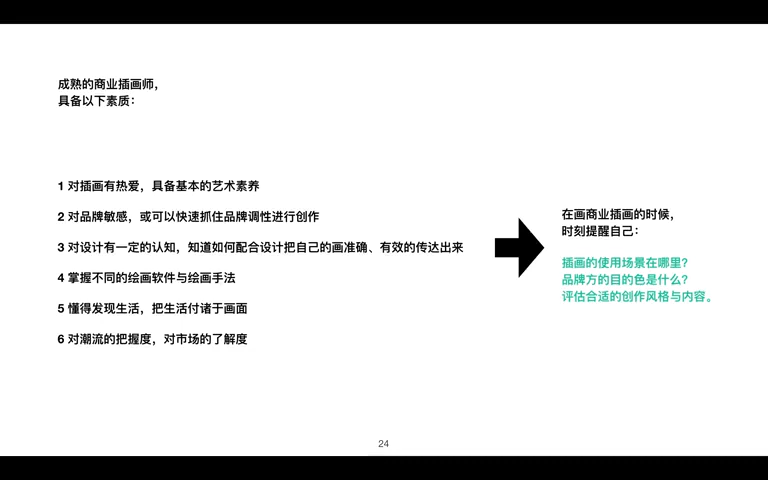 成熟的商业插画师，
具备以下素质：
1 对插画有热爱，具备基本的艺术素养
2 对品牌敏感，或可以快速抓住品牌调性进行创作
3 对设计有一定的认知，知道如何配合设计把自己的画准确、有效的传达出来
4 掌握不同的绘画软件与绘画手法
5 懂得发现生活，把生活付诸于画面
6 对潮流的把握度，对市场的了解度
在画商业插画的时候，
时刻提醒自己：
插画的使用场景在哪里？
品牌方的目的色是什么？
评估合适的创作风格与内容。
24